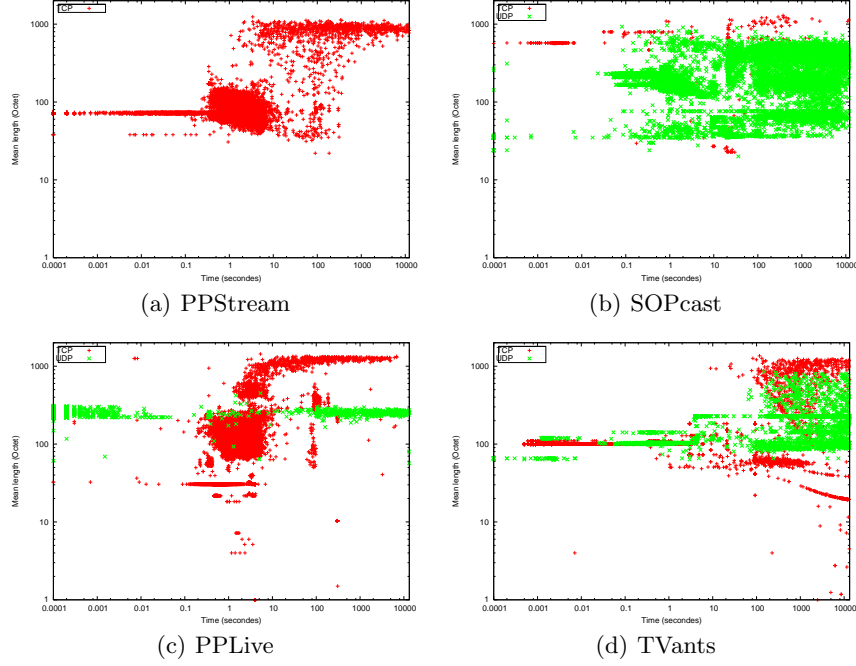 TCP
1000
100
10
1
Mean length (Octet)
0.0001 0.001 0.01 0.1 1 10 100 1000 10000
Time (secondes)
(a) PPStream
TCP
UDP
1000
100
10
1
Mean length (Octet)
0.0001 0.001 0.01 0.1 1 10 100 1000 10000
Time (secondes)
(b) SOPcast
TCP
UDP
1000
100
10
1
Mean length (Octet)
0.0001 0.001 0.01 0.1 1 10 100 1000 10000
Time (secondes)
(c) PPLive
TCP
UDP
1000
100
10
1
Mean length (Octet)
0.0001 0.001 0.01 0.1 1 10 100 1000 10000
Time (secondes)
(d) TVants